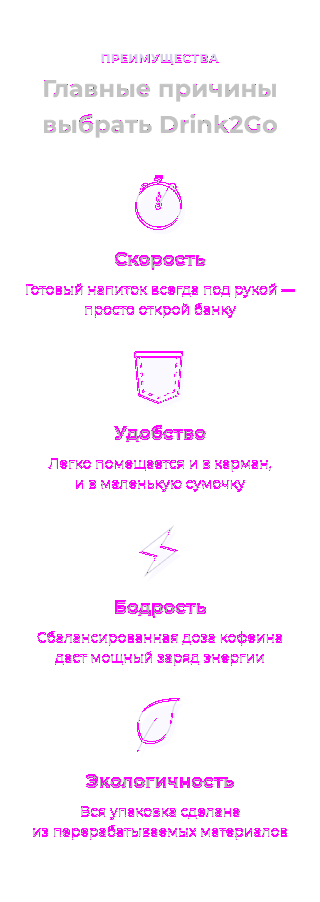 ПРЕИМУЩЕСТВА
Главные причины
выбрать Drink2Go
Скорость
Готовый напиток всегда под рукой —
просто открой банку
Удобство
Легко помещается и в карман,
и в маленькую сумочку
Бодрость
Сбалансированная доза кофеина
даст мощный заряд энергии
Экологичность
Вся упаковка сделана
из перерабатываемых материалов